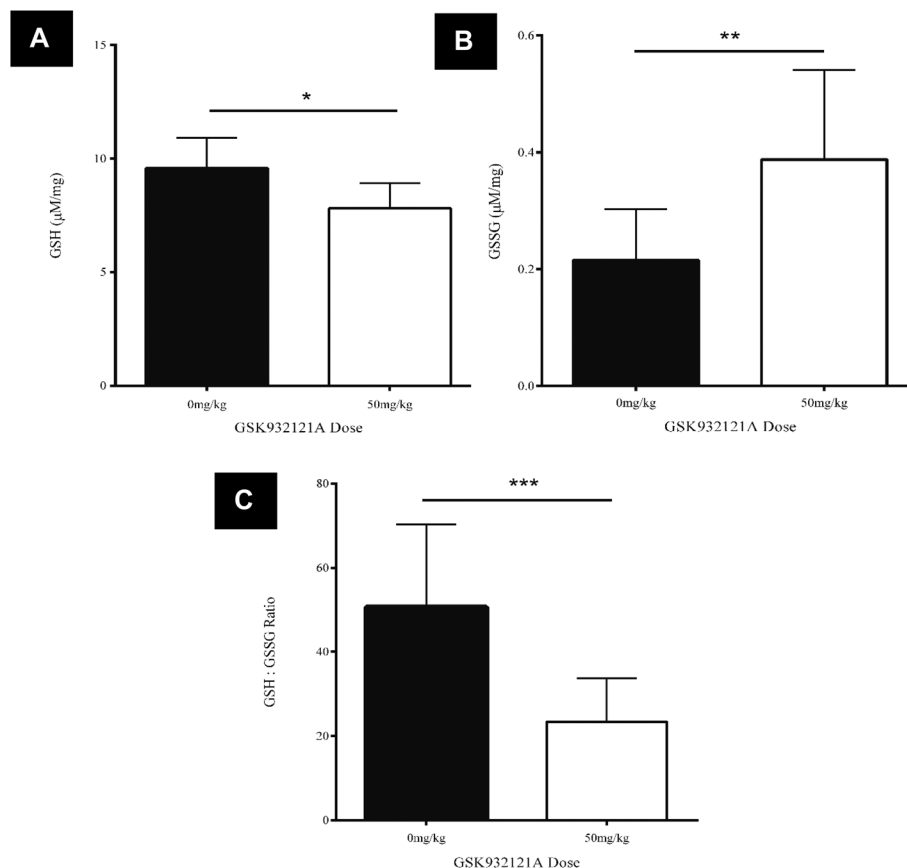 A
GSH (µM/mg)
15
10
5
0
*
0mg/kg
50mg/kg
GSK932121A Dose
B
GSSG (µM/mg)
0.6
0.4
0.2
0.0
**
0mg/kg
50mg/kg
GSK932121A Dose
C
GSH : GSSG Ratio
80
60
40
20
0
***
0mg/kg
50mg/kg
GSK932121A Dose